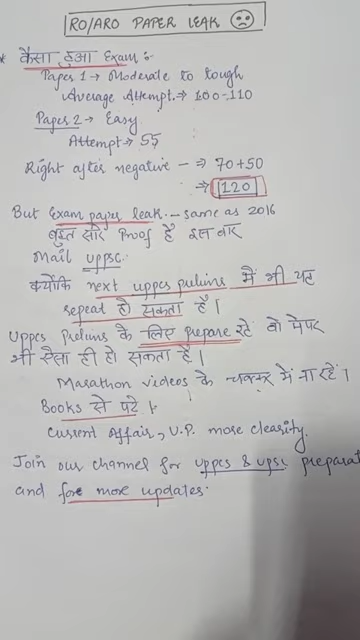 RO/ARO PAPER LEAK
* कैसा हुआ Exam :-
Paper 1 → Moderate to tough
Average Attempt. ⇒ 100-110
Paper 2 → Easy
Attempt → 55
Right after negative - ⇒ 70+50
⇒ 120
But Exam paper leak. - same as 2016
बहुत सारे Proof है इस बार
Mail uppsc.
क्योंकि next uppcs prelims में भी यह
repeat हो सकता है।
Uppcs Prelims के लिए prepare रहें वो पेपर
भी ऐसा ही हो सकता है।
Marathon videos के चक्कर में ना रहें।
Books से पढे।
Current affair, U.P. more clearity.
Join our channel for uppcs & upsc preparat
and for more updates.